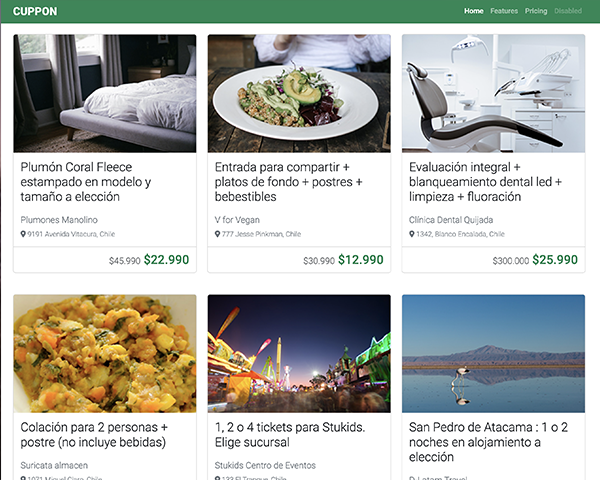 CUPPON
Home Features Pricing Disabled
Plumón Coral Fleece
estampado en modelo y
tamaño a elección
Plumones Manolino
9191 Avenida Vitacura, Chile
$45.990 $22.990
Entrada para compartir +
platos de fondo + postres +
bebestibles
V for Vegan
777 Jesse Pinkman, Chile
$30.990 $12.990
Evaluación integral +
blanqueamiento dental led +
limpieza + fluoración
Clínica Dental Quijada
1342, Blanco Encalada, Chile
$300.000 $25.990
Colación para 2 personas +
postre (no incluye bebidas)
Suricata almacen
1, 2 o 4 tickets para Stukids.
Elige sucursal
Stukids Centro de Eventos
San Pedro de Atacama : 1 o 2
noches en alojamiento a
elección